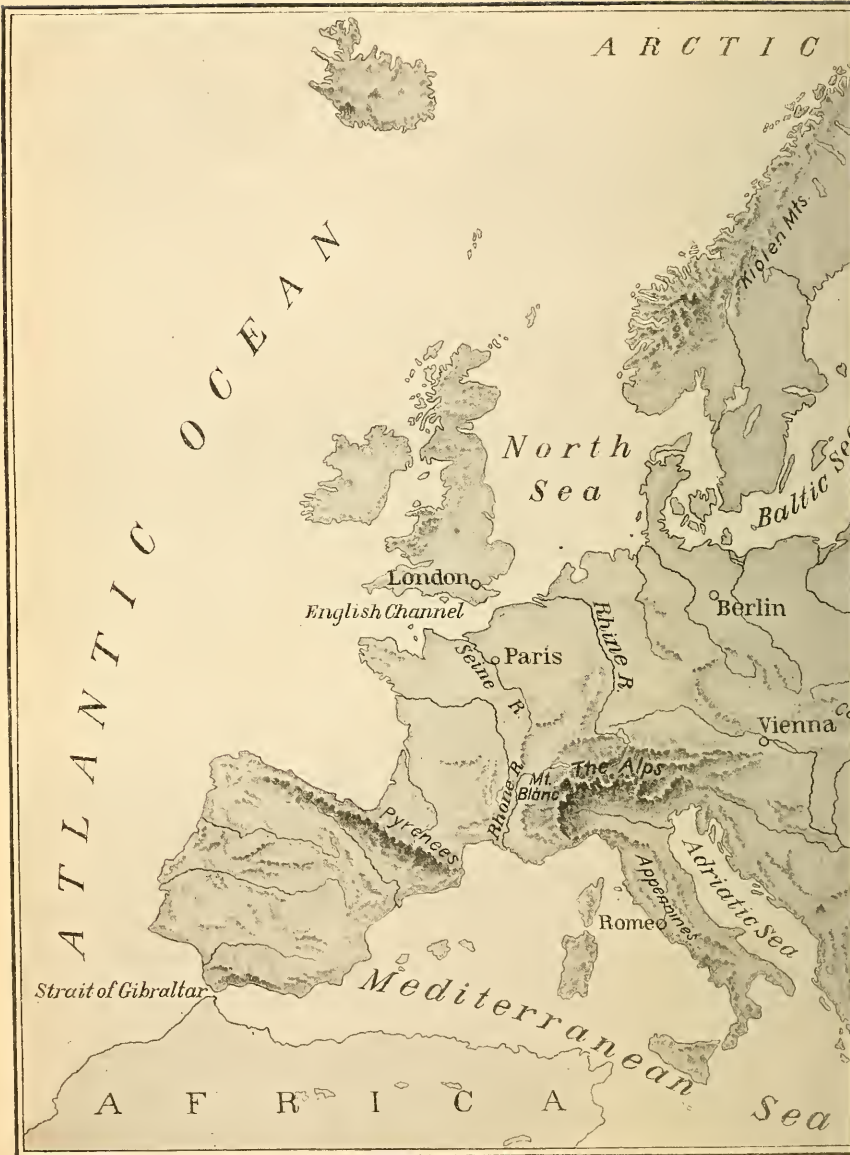 ARCTIC
ATLANTIC OCEAN
Kiolen Mts.
North
Sea
Baltic Sea
London
English Channel
Berlin
Rhine R.
Paris
Seine R.
Vienna
The Alps
Mt.
Blanc
Rhone R.
Pyrenees
Adriatic Sea
Appennines
Rome
Strait of Gibraltar
Mediterranean Sea
AFRICA